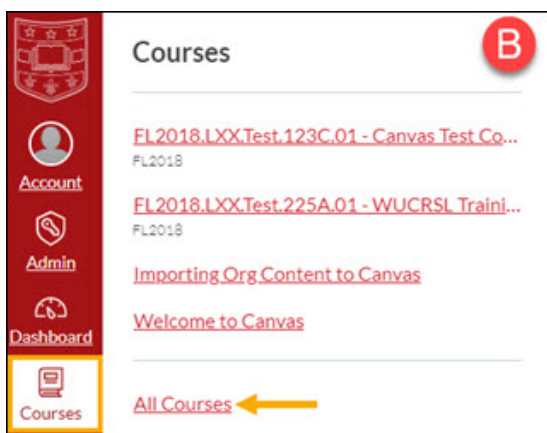 Courses
B
FL2018.LXX.Test.123C.01 - Canvas Test Co...
FL2018
FL2018.LXX.Test.225A.01 - WUCRSL Traini...
FL2018
Importing Org Content to Canvas
Welcome to Canvas
All Courses
Account
Admin
Dashboard
Courses